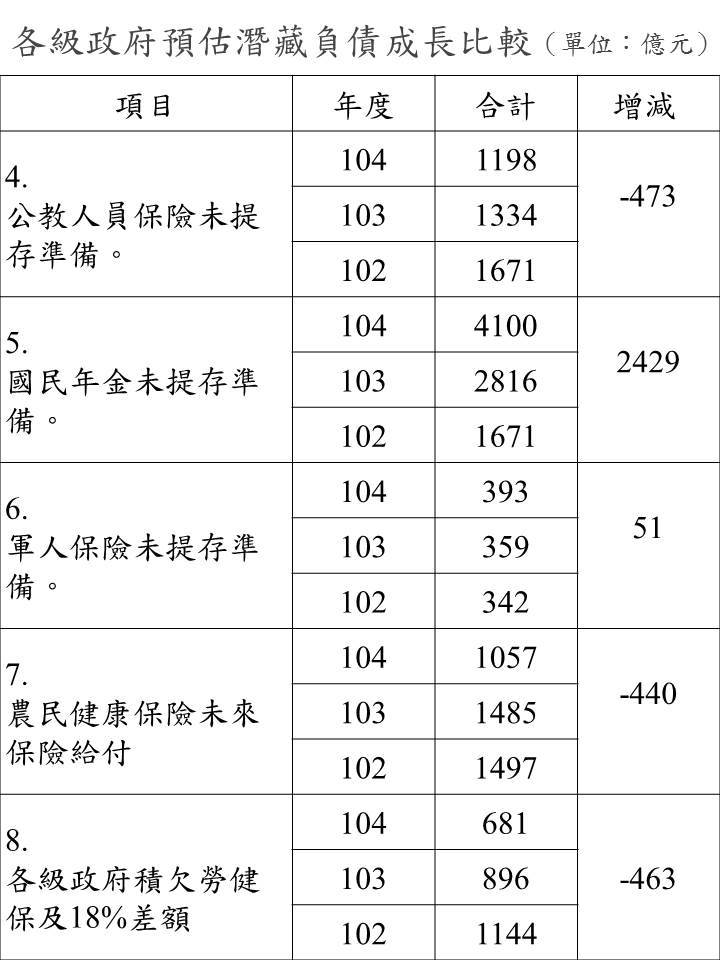 各級政府預估潛藏負債成長比較（單位：億元）
項目 年度 合計 增減
4.
公教人員保險未提
存準備。
104 1198
103 1334
102 1671
-473
5.
國民年金未提存準
備。
104 4100
103 2816
102 1671
2429
6.
軍人保險未提存準
備。
104 393
103 359
102 342
51
7.
農民健康保險未來
保險給付
104 1057
103 1485
102 1497
-440
8.
各級政府積欠勞健
保及18%差額
104 681
103 896
102 1144
-463